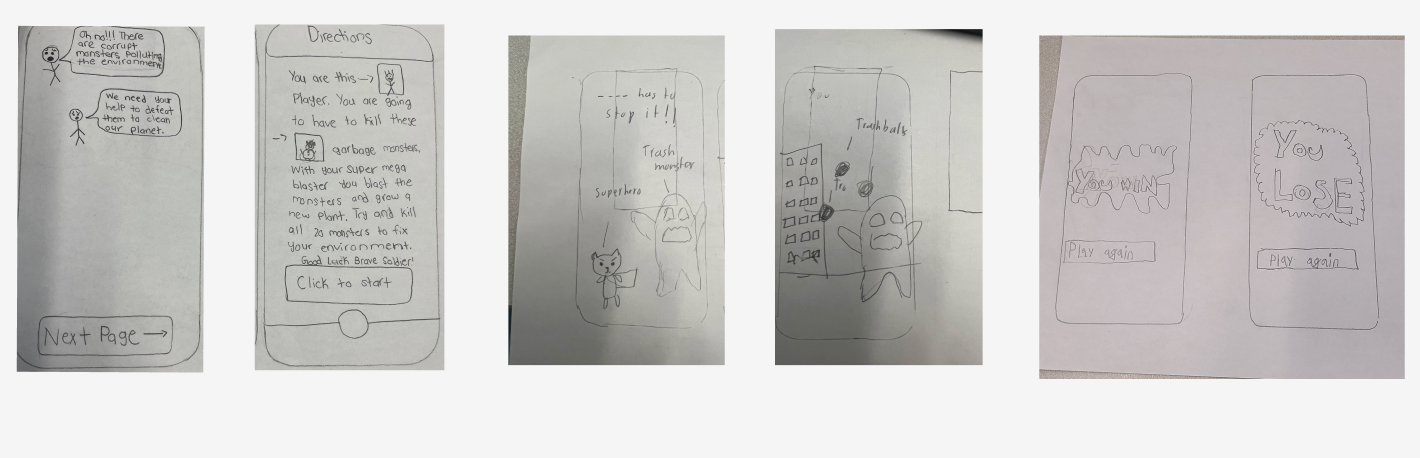 Oh no!!! There
are corrupt
monsters polluting
the environment
We need your
help to defeat
them to clean
our planet.
Next Page →
Directions
You are this →
Player. You are going
to have to kill these
→ garbage monsters.
With your super mega
blaster you blast the
monsters and grow a
new plant. Try and kill
all 20 monsters to fix
your environment.
Good Luck Brave Soldier!
Click to start
---- has to
stop it!!
Trash
monster
Superhero
Trashballs
Tra
You WIN
Play again
You
LOSE
Play again